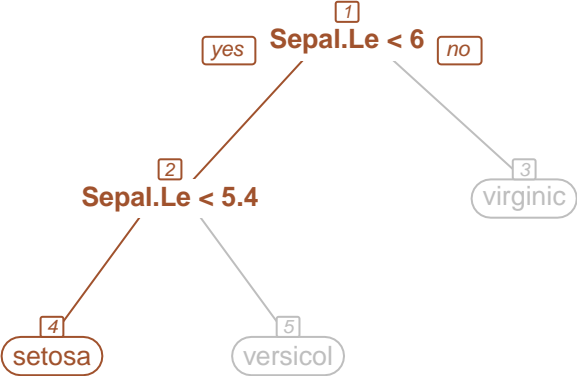 1
Sepal.Le < 6
yes
no
2
Sepal.Le < 5.4
3
virginic
4
setosa
5
versicol